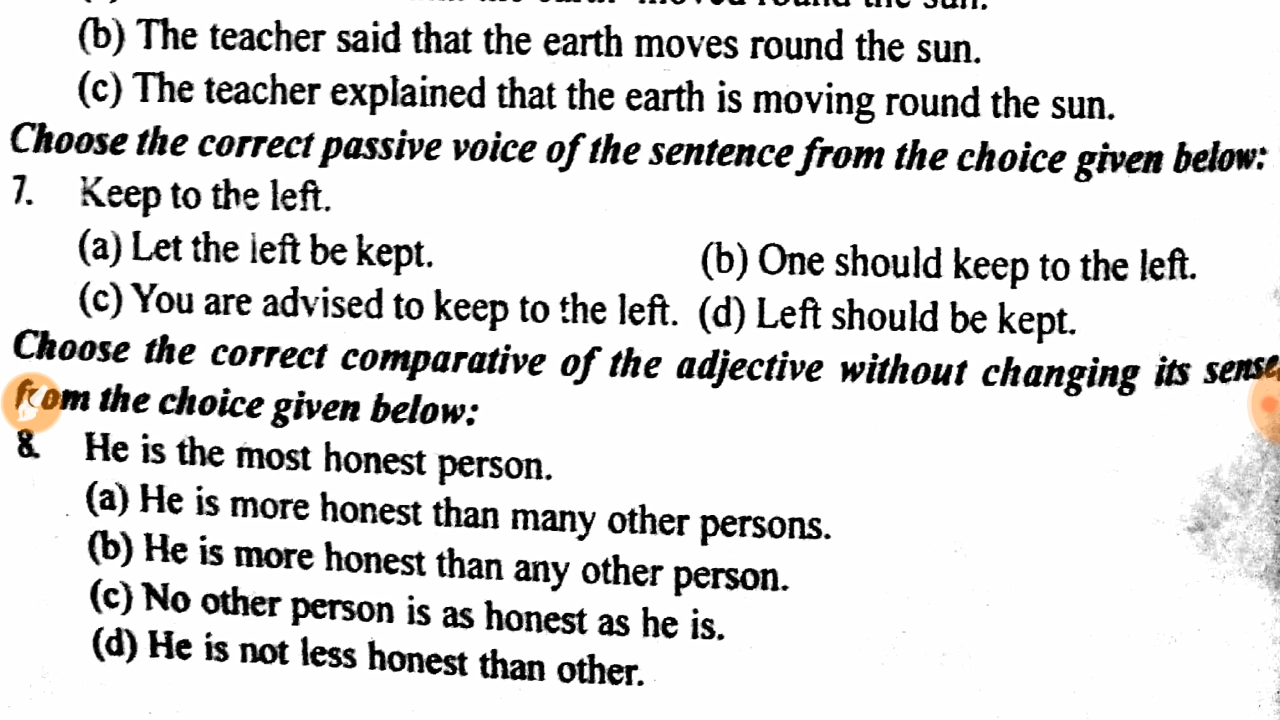 moved round the sun.
(b) The teacher said that the earth moves round the sun.
(c) The teacher explained that the earth is moving round the sun.
Choose the correct passive voice of the sentence from the choice given below:
7. Keep to the left.
(a) Let the left be kept. (b) One should keep to the left.
(c) You are advised to keep to the left. (d) Left should be kept.
Choose the correct comparative of the adjective without changing its sense
from the choice given below:
8. He is the most honest person.
(a) He is more honest than many other persons.
(b) He is more honest than any other person.
(c) No other person is as honest as he is.
(d) He is not less honest than other.